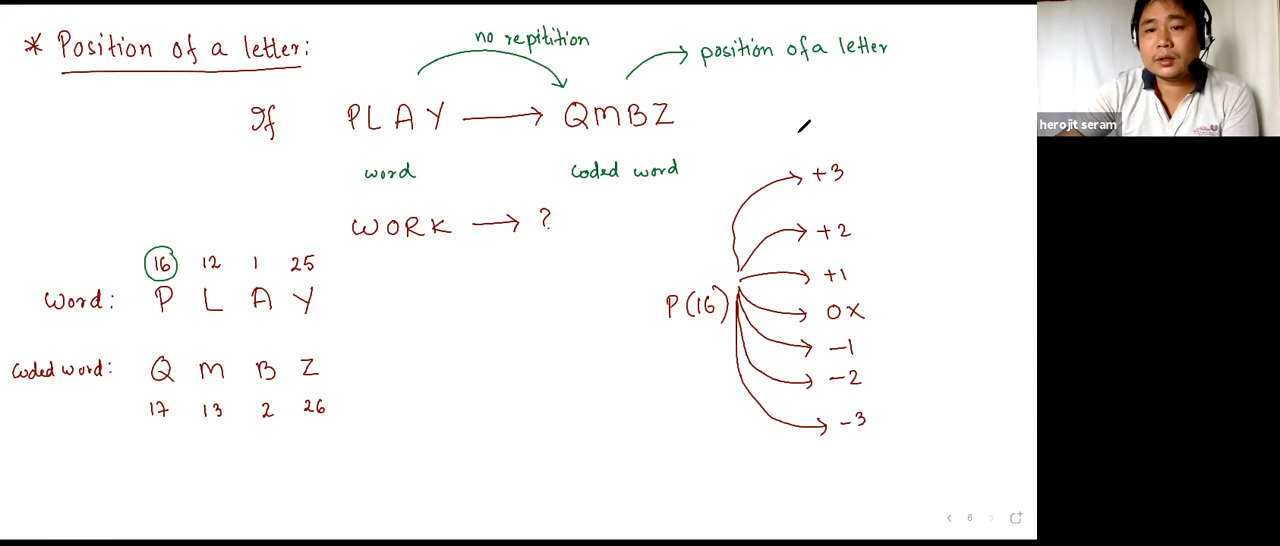 * Position of a letter:
no repitition
position of a letter
If PLAY → QMBZ
word coded word
WORK → ?
16 12 1 25
Word: P L A Y
Coded word: Q M B Z
17 13 2 26
P(16)
+3
+2
+1
0x
-1
-2
-3
herojit seram
6